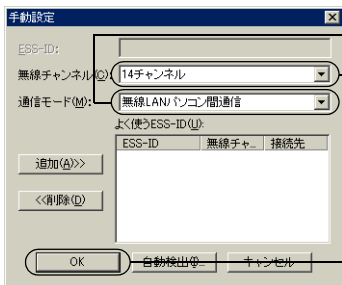 手動設定
ESS-ID:
無線チャンネル(C):
14チャンネル
通信モード(M):
無線LANパソコン間通信
よく使うESS-ID(U):
ESS-ID 無線チャ... 接続先
追加(A)>>
<<削除(D)
OK 自動検出(I)... キャンセル